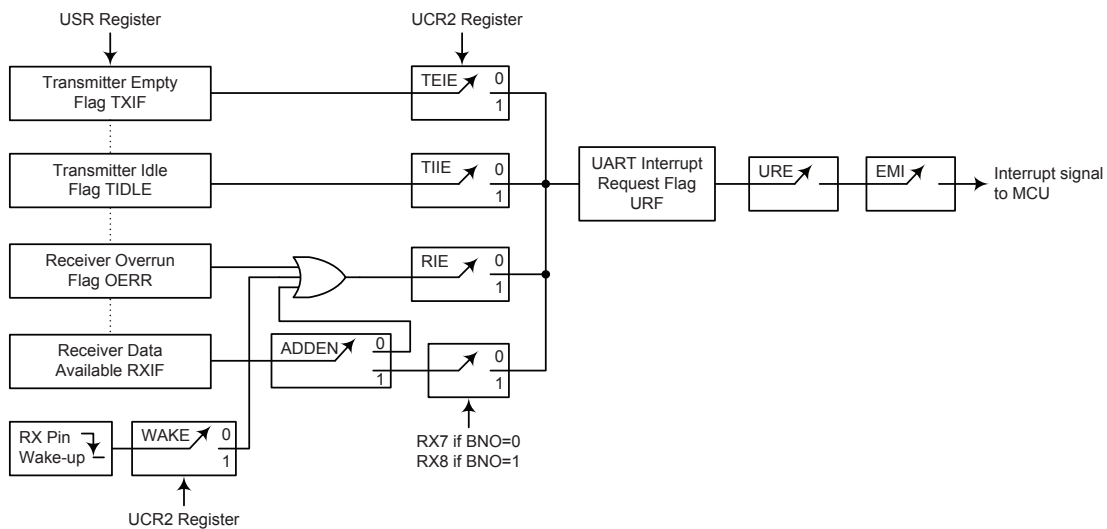 USR Register
UCR2 Register
Transmitter Empty
Flag TXIF
TEIE
0
1
Transmitter Idle
Flag TIDLE
TIIE
0
1
UART Interrupt
Request Flag
URF
URE
EMI
Interrupt signal
to MCU
Receiver Overrun
Flag OERR
RIE
0
1
Receiver Data
Available RXIF
ADDEN
0
1
0
1
RX7 if BNO=0
RX8 if BNO=1
RX Pin
Wake-up
WAKE
0
1
UCR2 Register